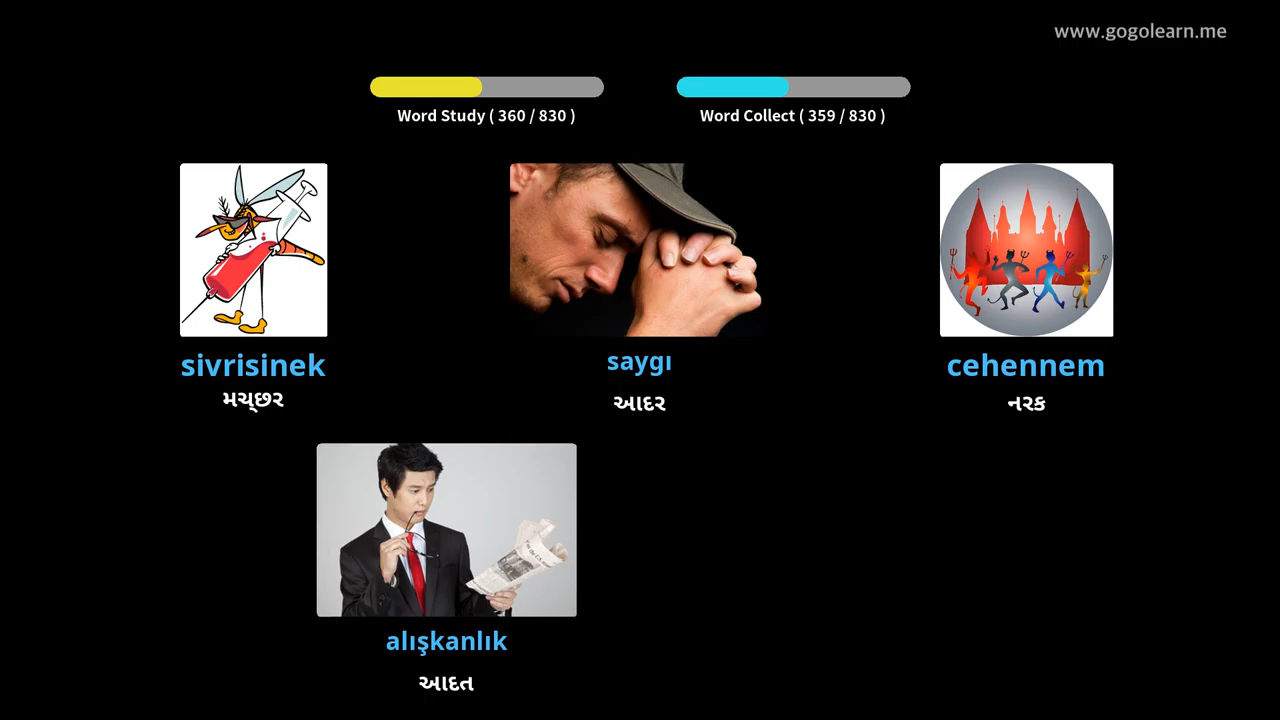 www.gogolearn.me
Word Study ( 360 / 830 )
Word Collect ( 359 / 830 )
sivrisinek
મચ્છર
saygı
આદર
cehennem
નરક
alışkanlık
આદત